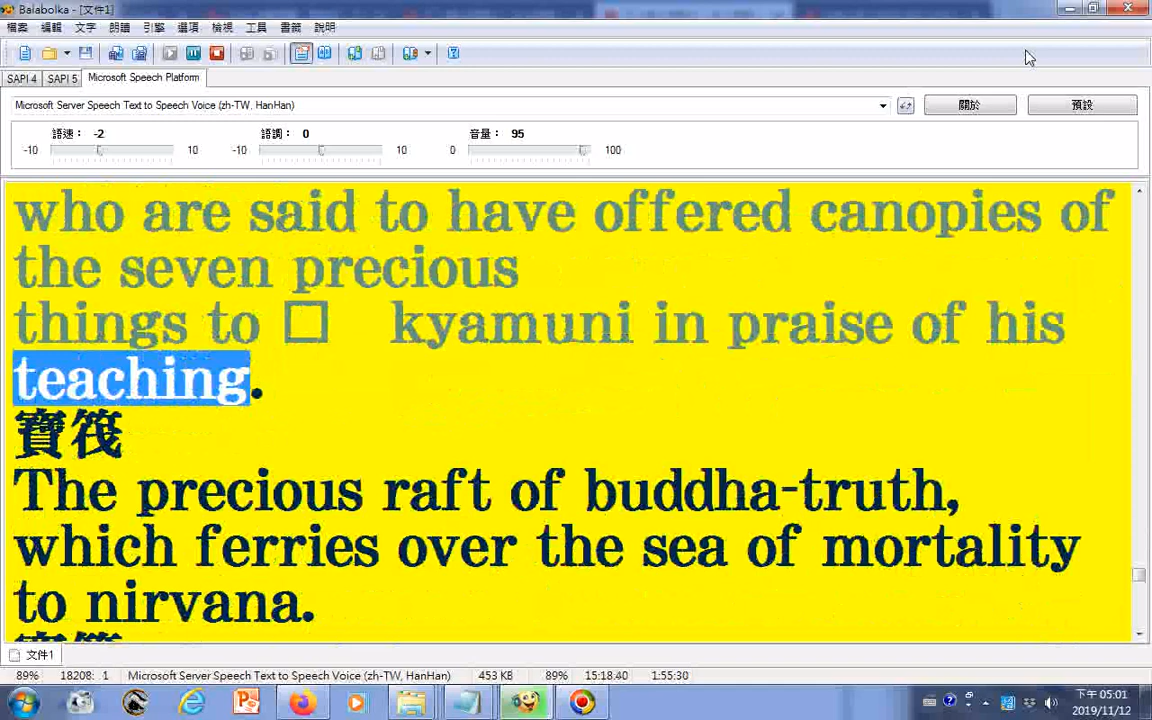 Balabolka - [文件1]
檔案 編輯 文字 朗讀 引擎 選項 檢視 工具 書籤 說明
SAPI 4 SAPI 5 Microsoft Speech Platform
Microsoft Server Speech Text to Speech Voice (zh-TW, HanHan) 關於 預設
語速： -2 語調： 0 音量： 95
-10 10 -10 10 0 100
who are said to have offered canopies of
the seven precious
things to □ kyamuni in praise of his
teaching.
寶筏
The precious raft of buddha-truth,
which ferries over the sea of mortality
to nirvana.
文件1
89% 18208: 1 Microsoft Server Speech Text to Speech Voice (zh-TW, HanHan) 453 KB 89% 15:18.40 1:55:30
下午 05:01
2019/11/12